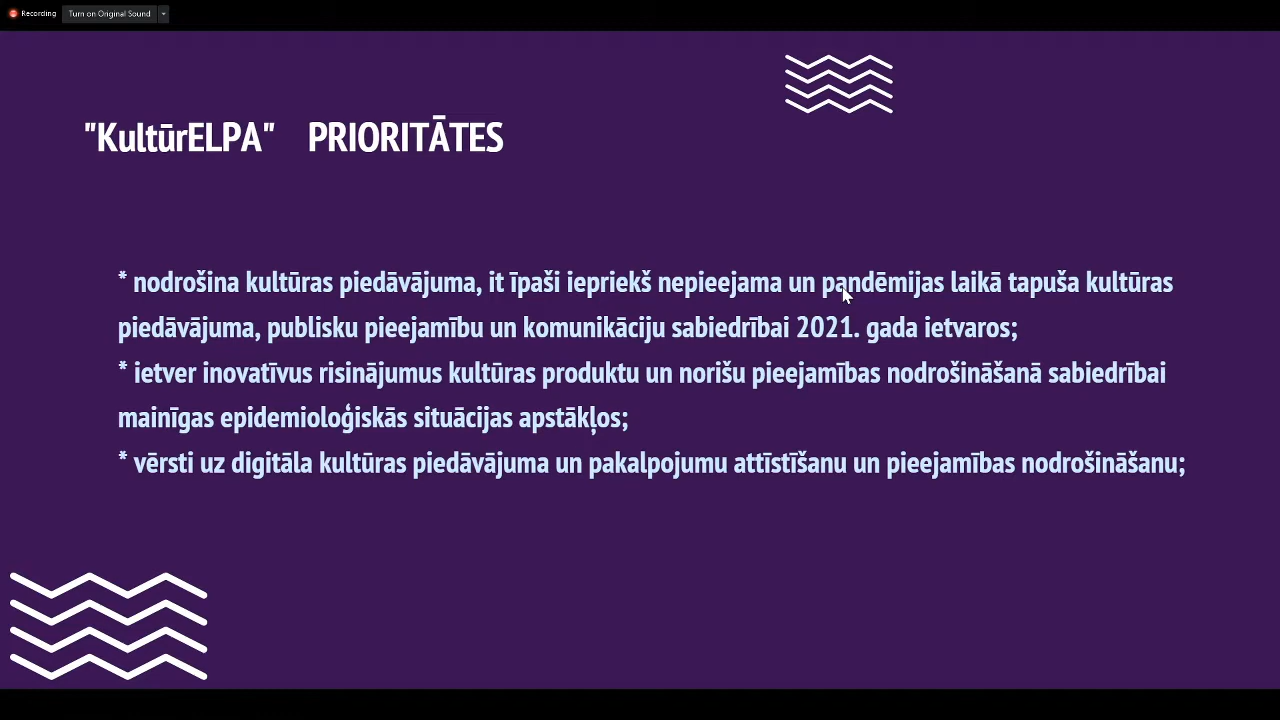 Recording
Turn on Original Sound
"KultūrELPA" PRIORITĀTES
* nodrošina kultūras piedāvājuma, it īpaši iepriekš nepieejama un pandēmijas laikā tapuša kultūras
piedāvājuma, publisku pieejamību un komunikāciju sabiedrībai 2021. gada ietvaros;
* ietver inovatīvus risinājumus kultūras produktu un norišu pieejamības nodrošināšanā sabiedrībai
mainīgas epidemioloģiskās situācijas apstākļos;
* vērsti uz digitāla kultūras piedāvājuma un pakalpojumu attīstīšanu un pieejamības nodrošināšanu;